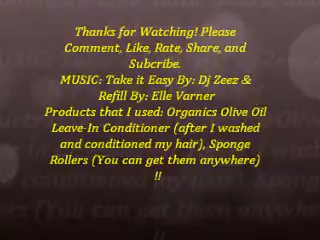 Thanks for Watching! Please
Comment, Like, Rate, Share, and
Subcribe.
MUSIC: Take it Easy By: Dj Zeez &
Refill By: Elle Varner
Products that I used: Organics Olive Oil
Leave-In Conditioner (after I washed
and conditioned my hair), Sponge
Rollers (You can get them anywhere)
!!